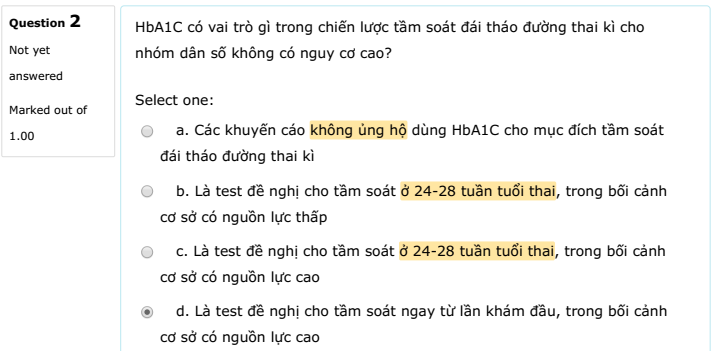 Question 2
Not yet
answered
Marked out of
1.00
HbA1C có vai trò gì trong chiến lược tầm soát đái tháo đường thai kì cho
nhóm dân số không có nguy cơ cao?
Select one:
a. Các khuyến cáo không ủng hộ dùng HbA1C cho mục đích tầm soát
đái tháo đường thai kì
b. Là test đề nghị cho tầm soát ở 24-28 tuần tuổi thai, trong bối cảnh
cơ sở có nguồn lực thấp
c. Là test đề nghị cho tầm soát ở 24-28 tuần tuổi thai, trong bối cảnh
cơ sở có nguồn lực cao
d. Là test đề nghị cho tầm soát ngay từ lần khám đầu, trong bối cảnh
cơ sở có nguồn lực cao